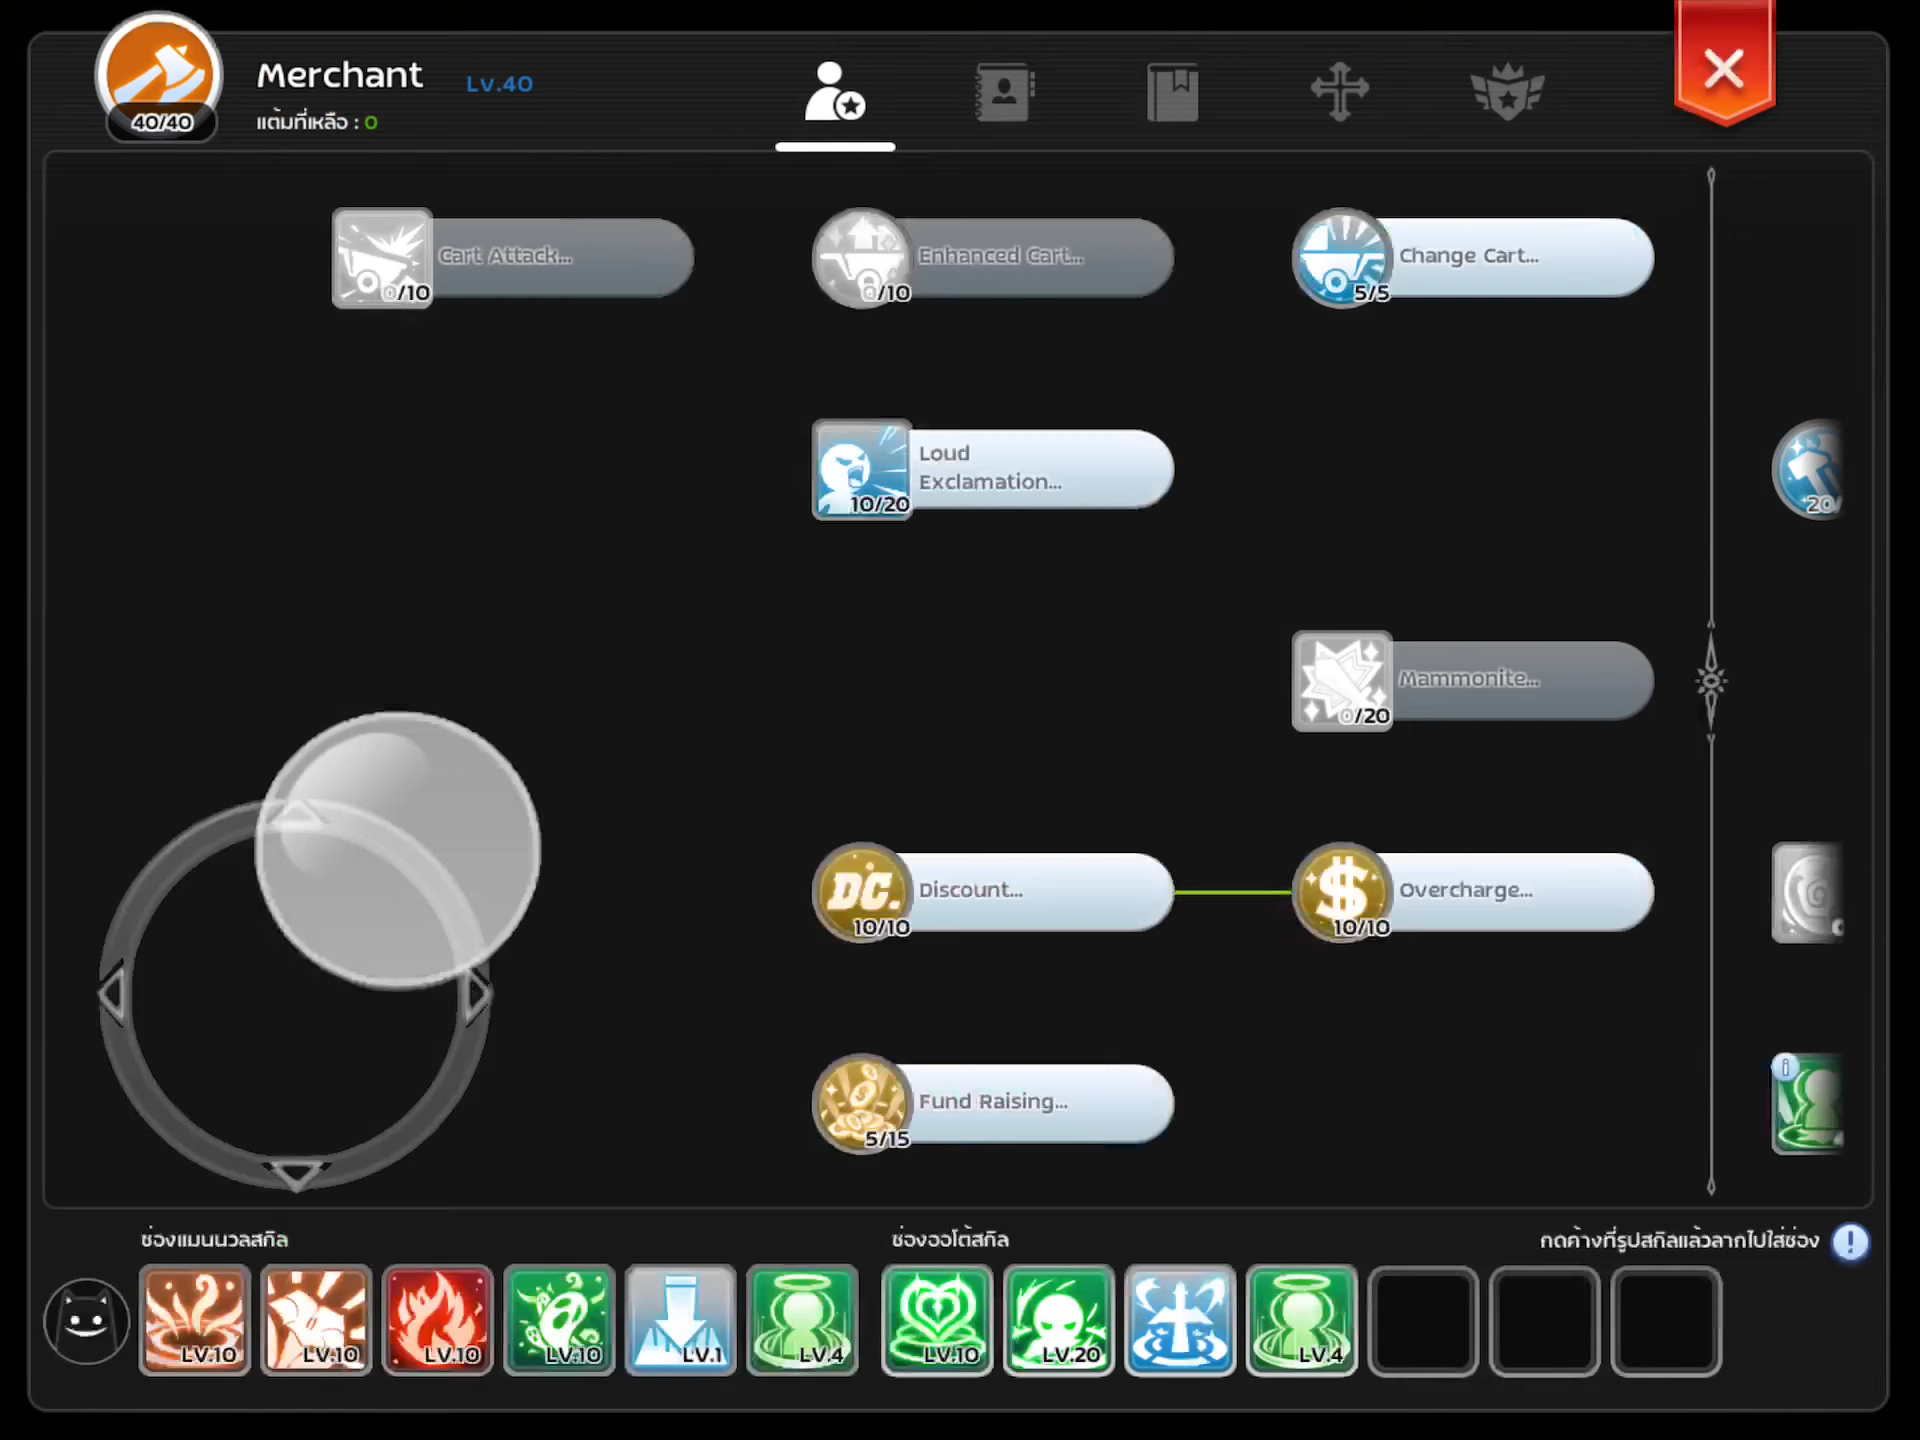 Merchant Lv.40
40/40
แต้มที่เหลือ : 0
Cart Attack...
0/10
Enhanced Cart...
0/10
Change Cart...
5/5
Loud
Exclamation...
10/20
20/
Mammonite...
0/20
DC.
Discount...
10/10
$
Overcharge...
10/10
Fund Raising...
5/15
i
ช่องแมนนวลสกิล
ช่องออโต้สกิล
กดค้างที่รูปสกิลแล้วลากไปใส่ช่อง !
LV.10
LV.10
LV.10
LV.10
LV.1
LV.4
LV.10
LV.20
LV.4